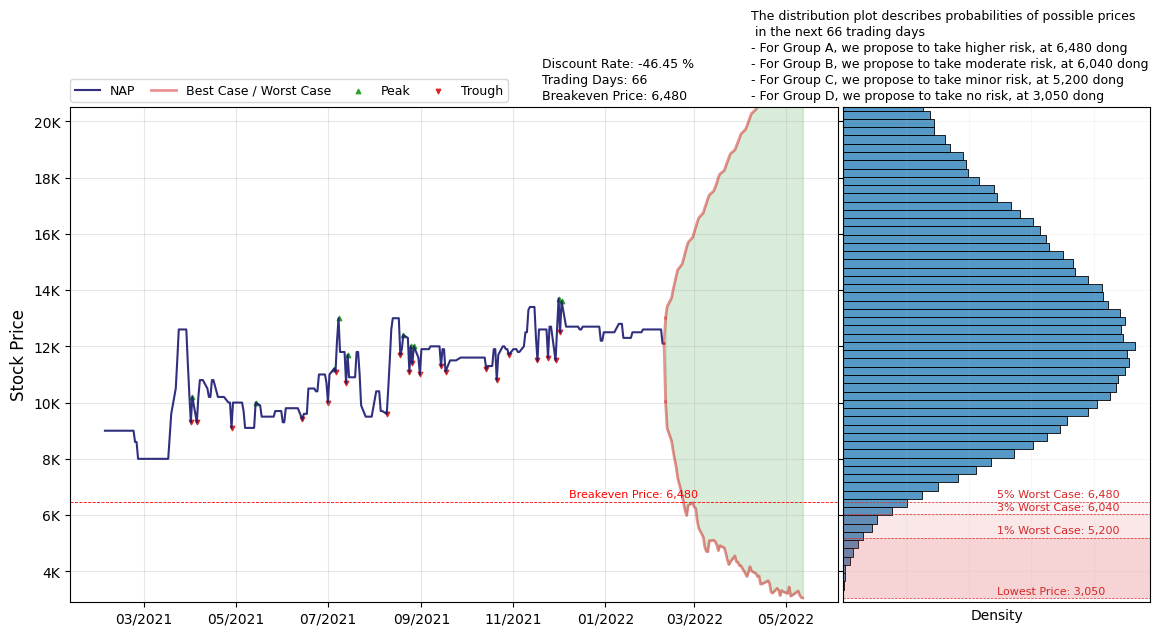 The distribution plot describes probabilities of possible prices
in the next 66 trading days
- For Group A, we propose to take higher risk, at 6,480 dong
- For Group B, we propose to take moderate risk, at 6,040 dong
- For Group C, we propose to take minor risk, at 5,200 dong
- For Group D, we propose to take no risk, at 3,050 dong
Discount Rate: -46.45 %
Trading Days: 66
Breakeven Price: 6,480
NAP Best Case / Worst Case Peak Trough
Stock Price
20K
18K
16K
14K
12K
10K
8K
6K
4K
Breakeven Price: 6,480
5% Worst Case: 6,480
3% Worst Case: 6,040
1% Worst Case: 5,200
Lowest Price: 3,050
03/2021 05/2021 07/2021 09/2021 11/2021 01/2022 03/2022 05/2022
Density